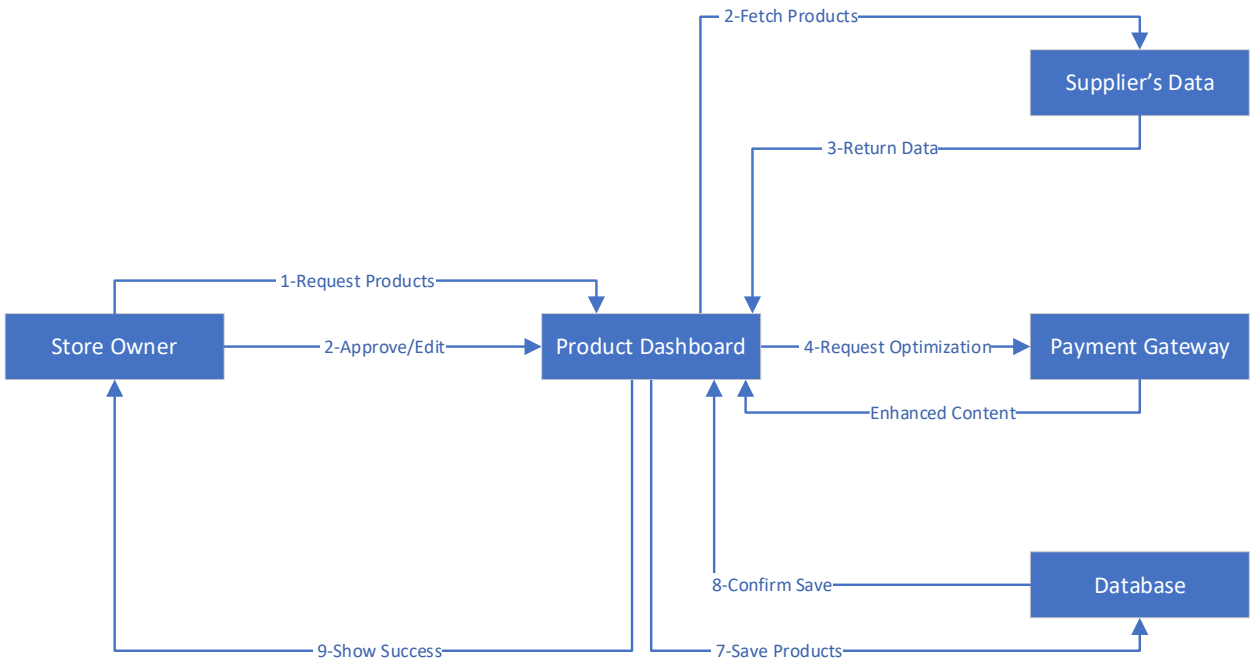 2-Fetch Products
Supplier’s Data
3-Return Data
1-Request Products
Store Owner
2-Approve/Edit
Product Dashboard
4-Request Optimization
Payment Gateway
Enhanced Content
8-Confirm Save
Database
9-Show Success
7-Save Products